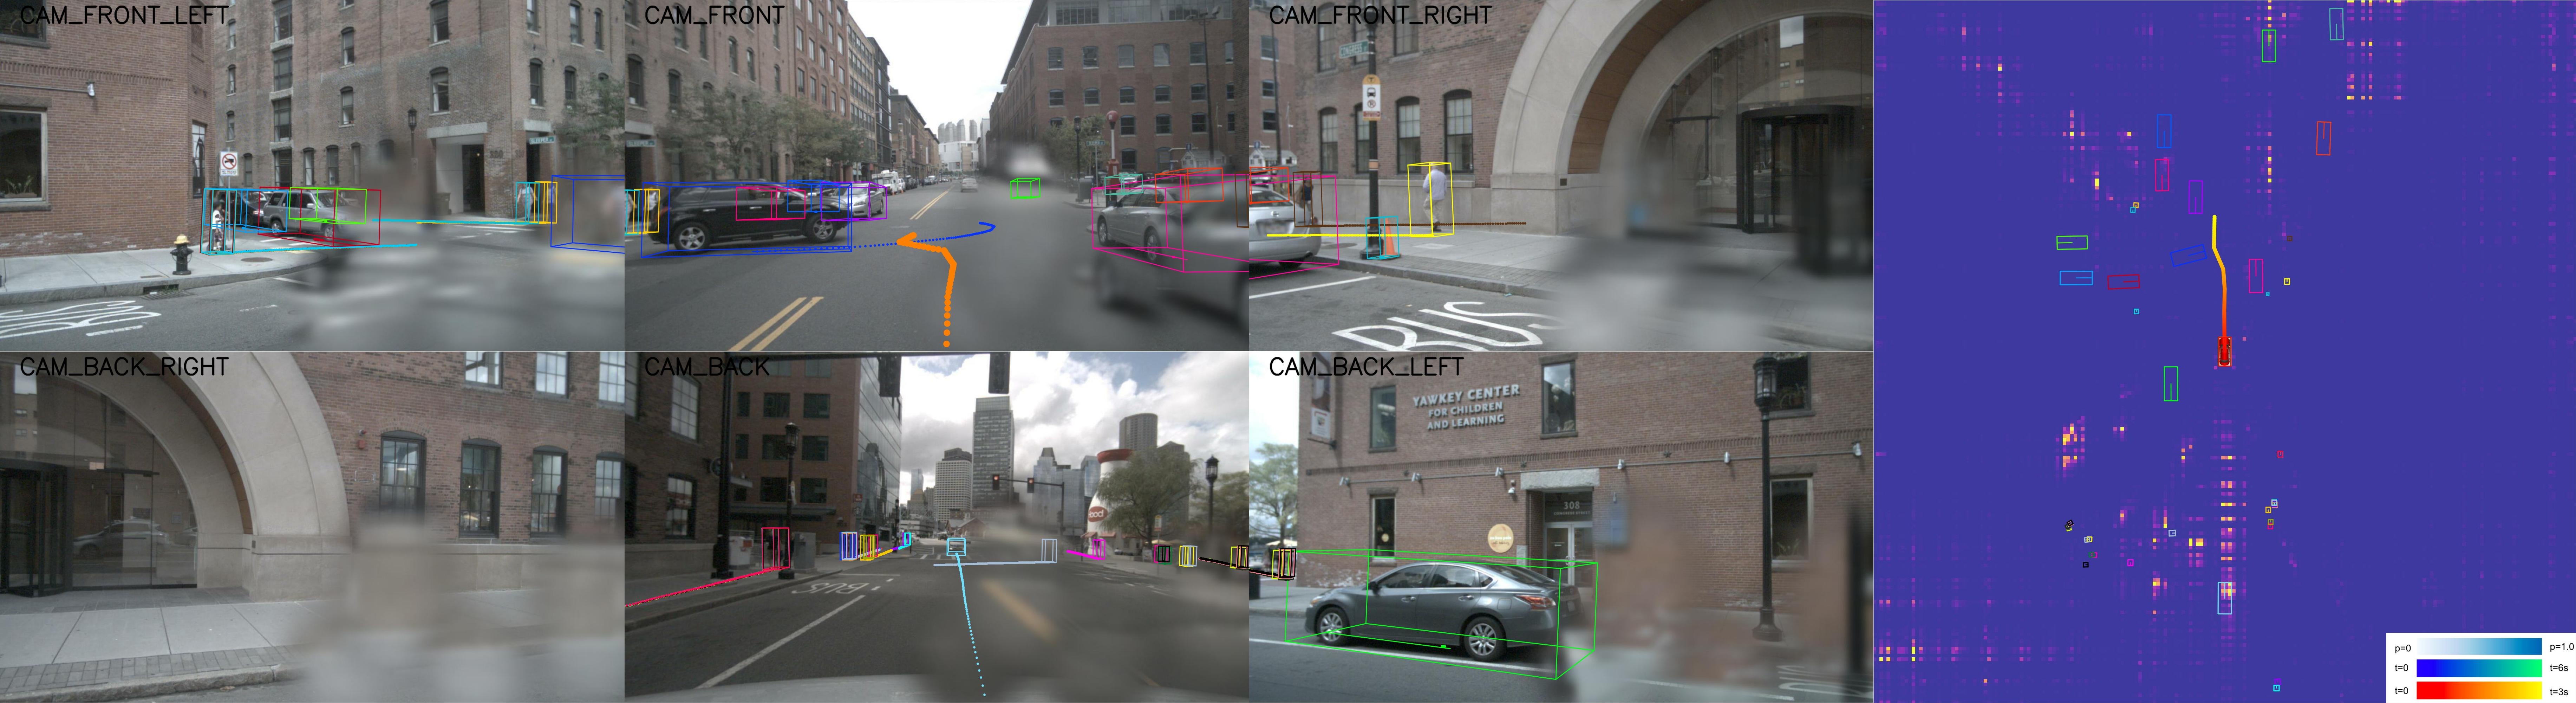 CAM_FRONT_LEFT
CAM_FRONT
CAM_FRONT_RIGHT
BUS
CAM_BACK_RIGHT
CAM_BACK
CAM_BACK_LEFT
YAWKEY CENTER
FOR CHILDREN
AND LEARNING
308
BUS
p=0
p=1.0
t=0
t=6s
t=0
t=3s